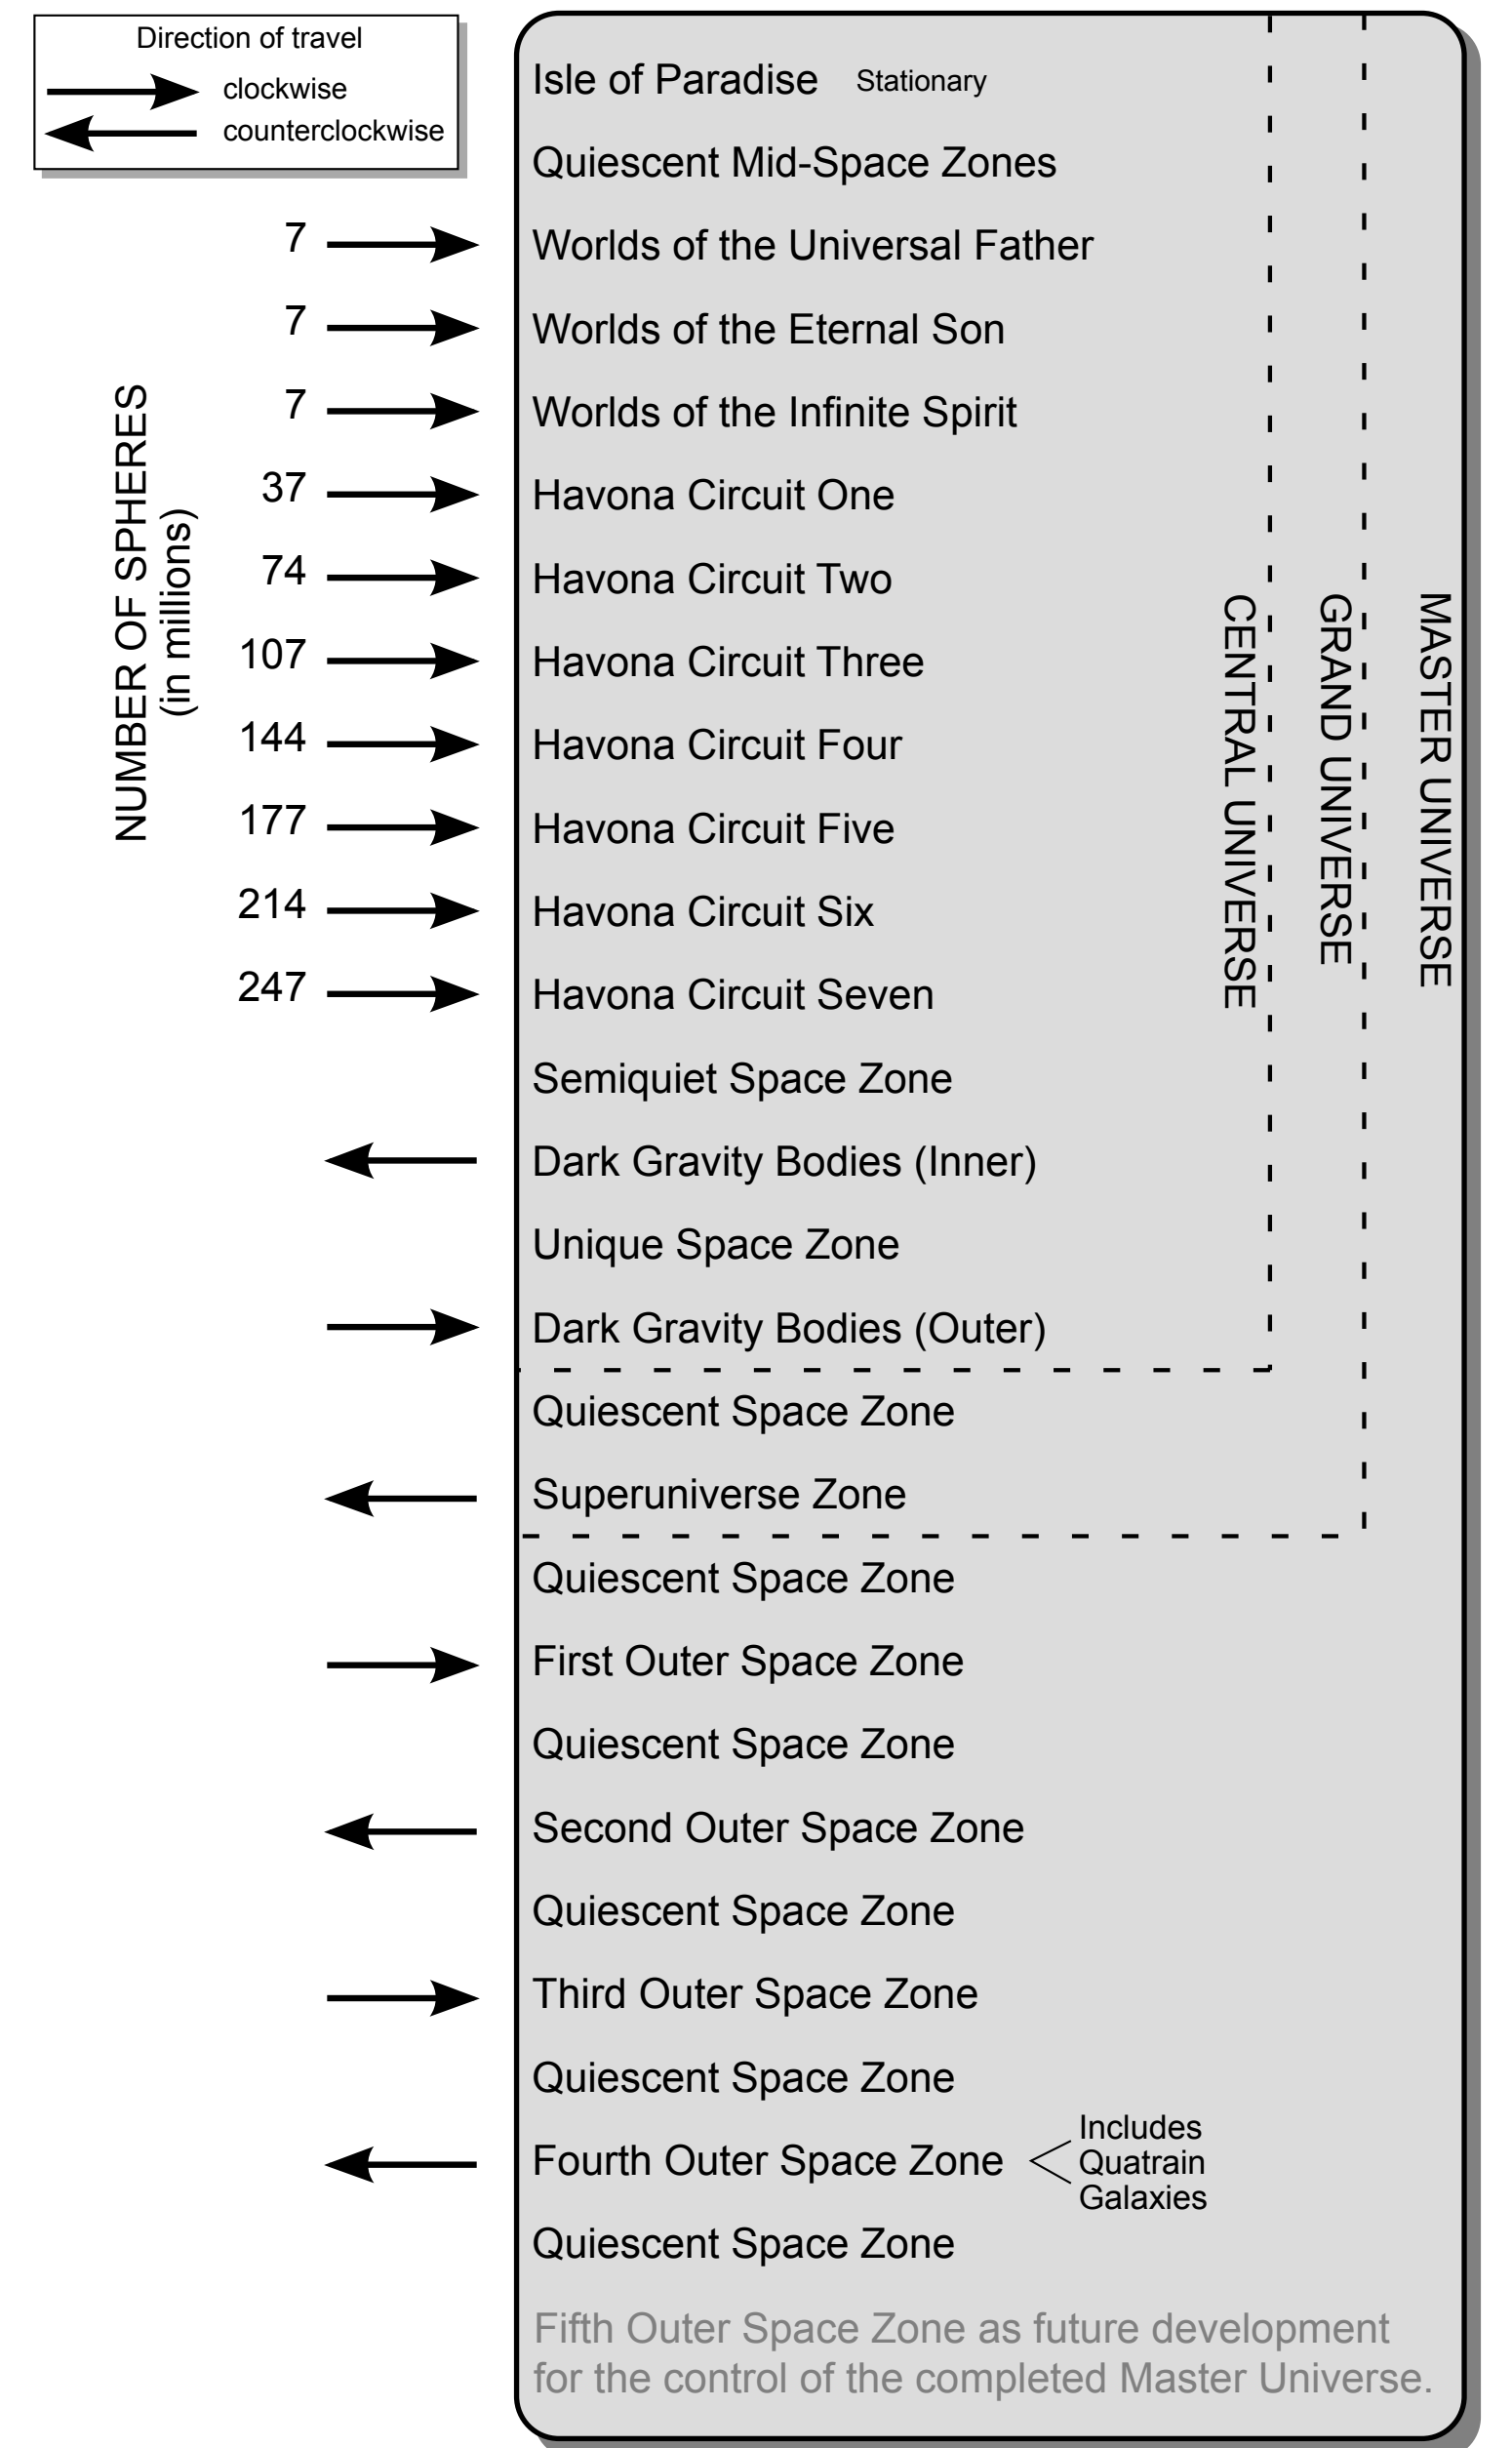 Direction of travel
clockwise
counterclockwise
NUMBER OF SPHERES
(in millions)
Isle of Paradise Stationary
Quiescent Mid-Space Zones
7 Worlds of the Universal Father
7 Worlds of the Eternal Son
7 Worlds of the Infinite Spirit
37 Havona Circuit One
74 Havona Circuit Two
107 Havona Circuit Three
144 Havona Circuit Four
177 Havona Circuit Five
214 Havona Circuit Six
247 Havona Circuit Seven
Semiquiet Space Zone
Dark Gravity Bodies (Inner)
Unique Space Zone
Dark Gravity Bodies (Outer)
Quiescent Space Zone
Superuniverse Zone
Quiescent Space Zone
First Outer Space Zone
Quiescent Space Zone
Second Outer Space Zone
Quiescent Space Zone
Third Outer Space Zone
Quiescent Space Zone
Fourth Outer Space Zone
Includes
Quatrain
Galaxies
Quiescent Space Zone
Fifth Outer Space Zone as future development
for the control of the completed Master Universe.
CENTRAL UNIVERSE
GRAND UNIVERSE
MASTER UNIVERSE